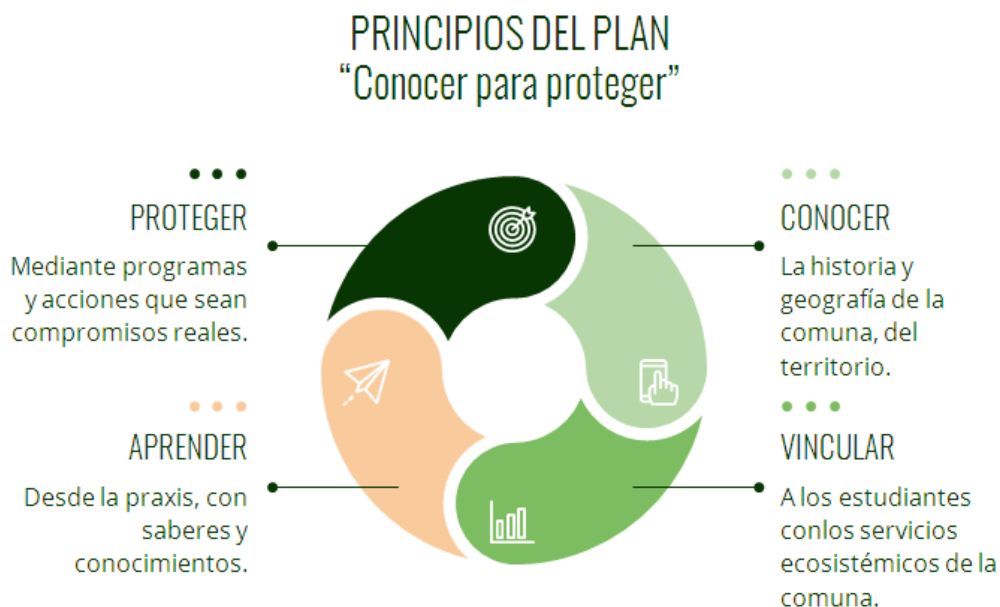 PRINCIPIOS DEL PLAN
“Conocer para proteger”
PROTEGER
Mediante programas
y acciones que sean
compromisos reales.
CONOCER
La historia y
geografía de la
comuna, del
territorio.
APRENDER
Desde la praxis, con
saberes y
conocimientos.
VINCULAR
A los estudiantes
conlos servicios
ecosistémicos de la
comuna.